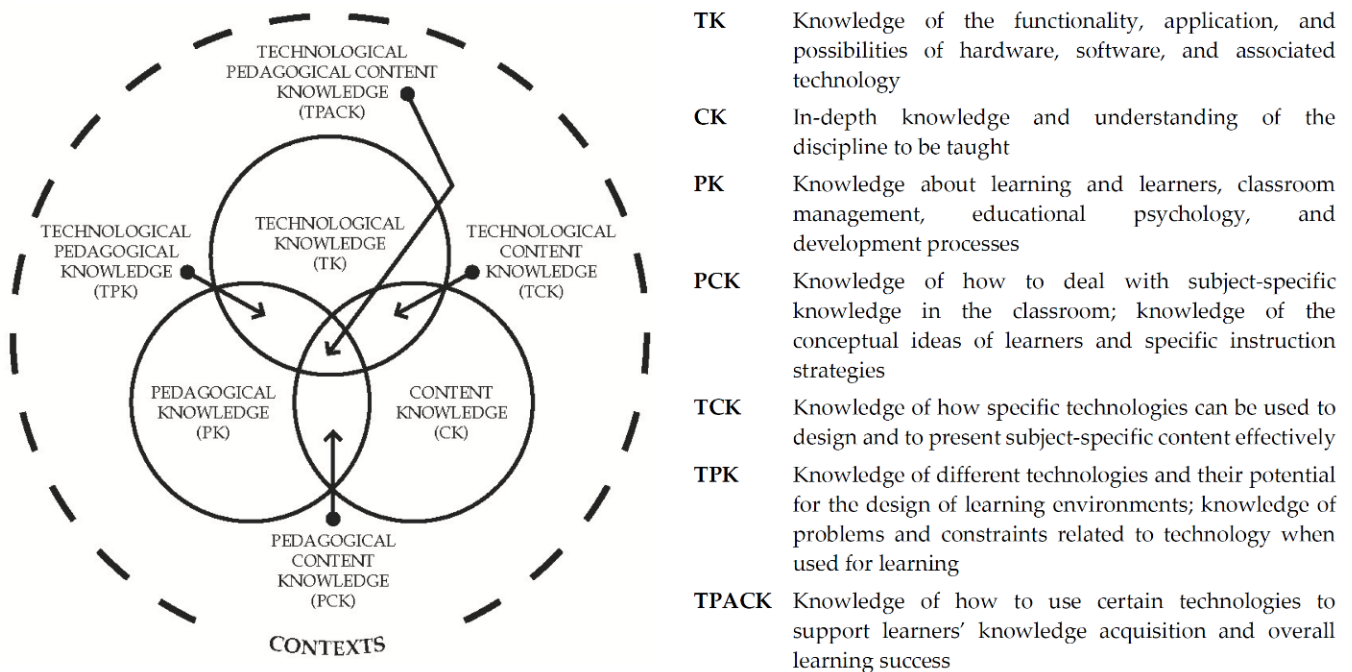 TECHNOLOGICAL
PEDAGOGICAL CONTENT
KNOWLEDGE
(TPACK)
TECHNOLOGICAL
KNOWLEDGE
(TK)
TECHNOLOGICAL
PEDAGOGICAL
KNOWLEDGE
(TPK)
TECHNOLOGICAL
CONTENT
KNOWLEDGE
(TCK)
PEDAGOGICAL
KNOWLEDGE
(PK)
CONTENT
KNOWLEDGE
(CK)
PEDAGOGICAL
CONTENT
KNOWLEDGE
(PCK)
CONTEXTS
TK Knowledge of the functionality, application, and
possibilities of hardware, software, and associated
technology
CK In-depth knowledge and understanding of the
discipline to be taught
PK Knowledge about learning and learners, classroom
management, educational psychology, and
development processes
PCK Knowledge of how to deal with subject-specific
knowledge in the classroom; knowledge of the
conceptual ideas of learners and specific instruction
strategies
TCK Knowledge of how specific technologies can be used to
design and to present subject-specific content effectively
TPK Knowledge of different technologies and their potential
for the design of learning environments; knowledge of
problems and constraints related to technology when
used for learning
TPACK Knowledge of how to use certain technologies to
support learners' knowledge acquisition and overall
learning success